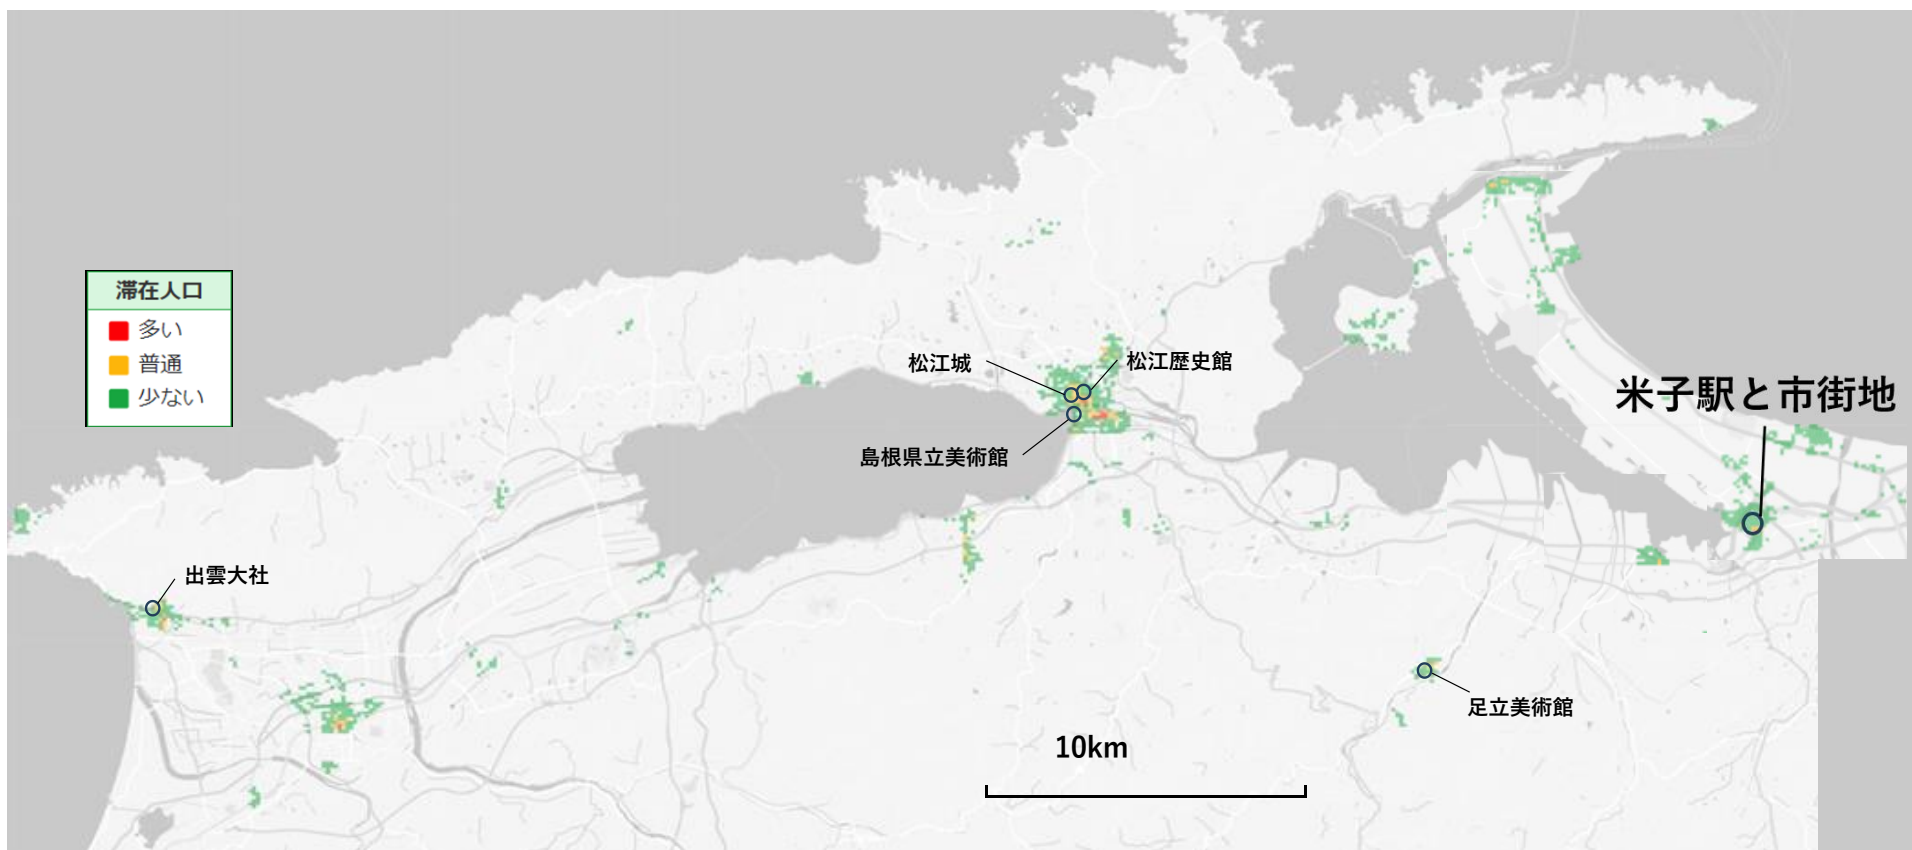 滞在人口
多い
普通
少ない
松江城
松江歴史館
島根県立美術館
米子駅と市街地
出雲大社
足立美術館
10km